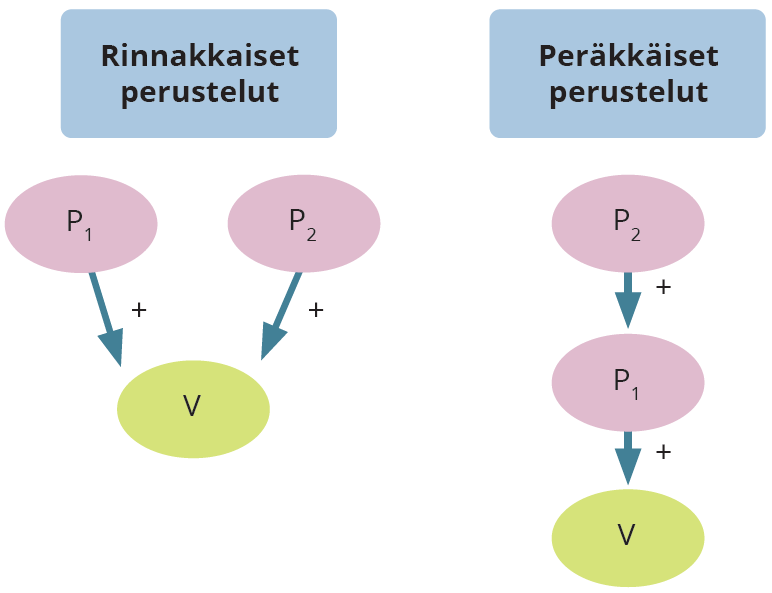 Rinnakkaiset
perustelut
P1
P2
+
+
V
Peräkkäiset
perustelut
P2
+
P1
+
V